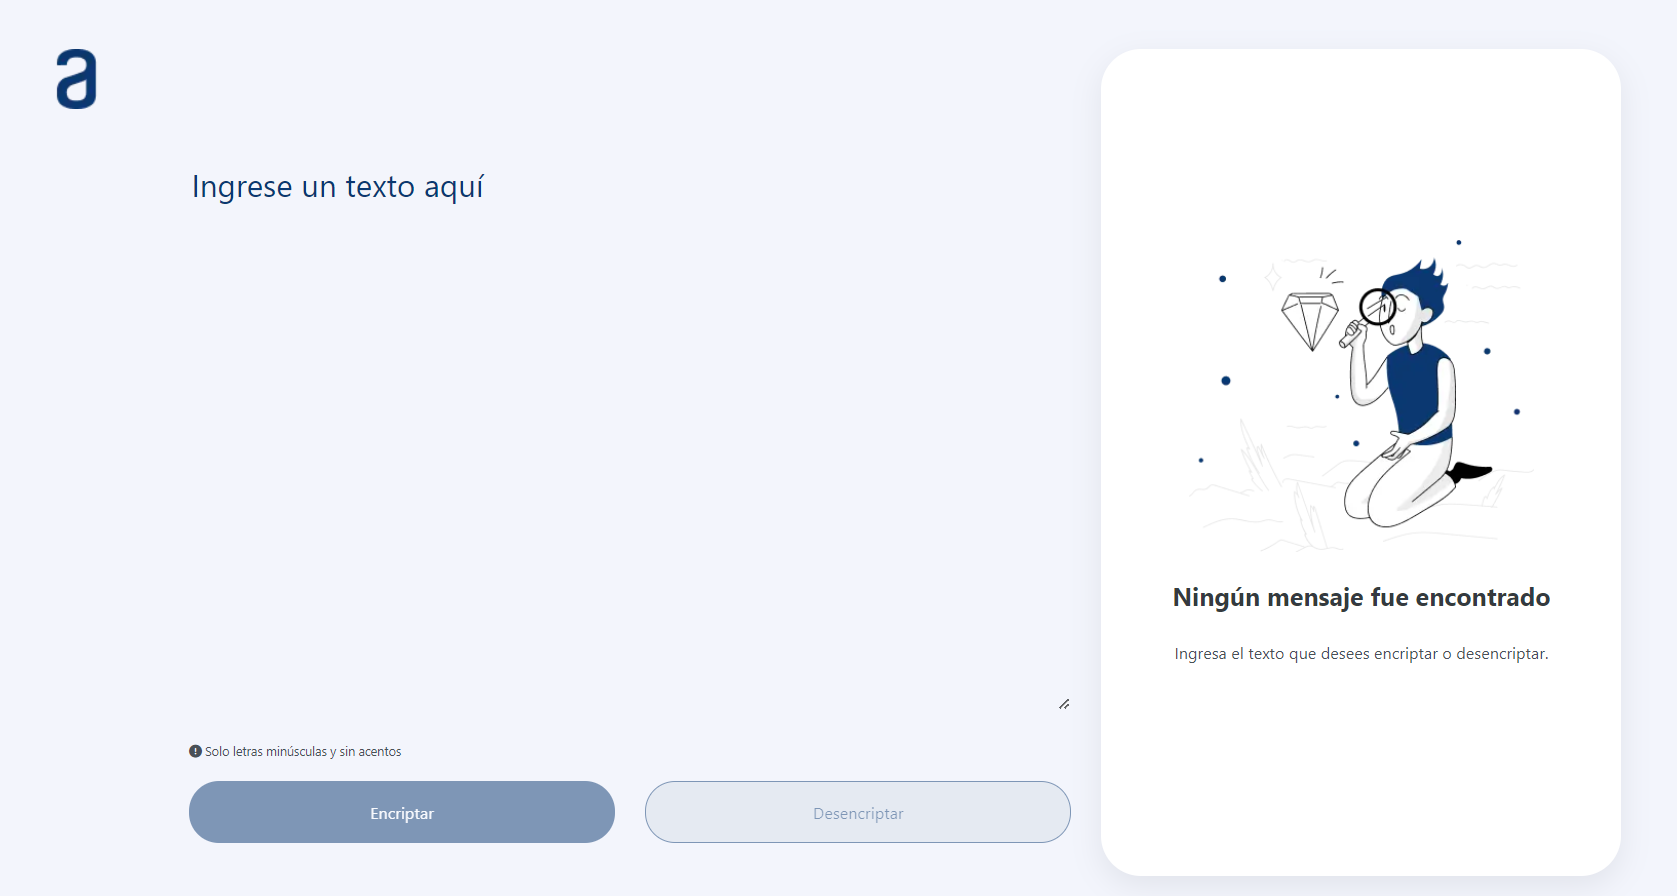 a
Ingrese un texto aquí
Solo letras minúsculas y sin acentos
Encriptar
Desencriptar
Ningún mensaje fue encontrado
Ingresa el texto que desees encriptar o desencriptar.